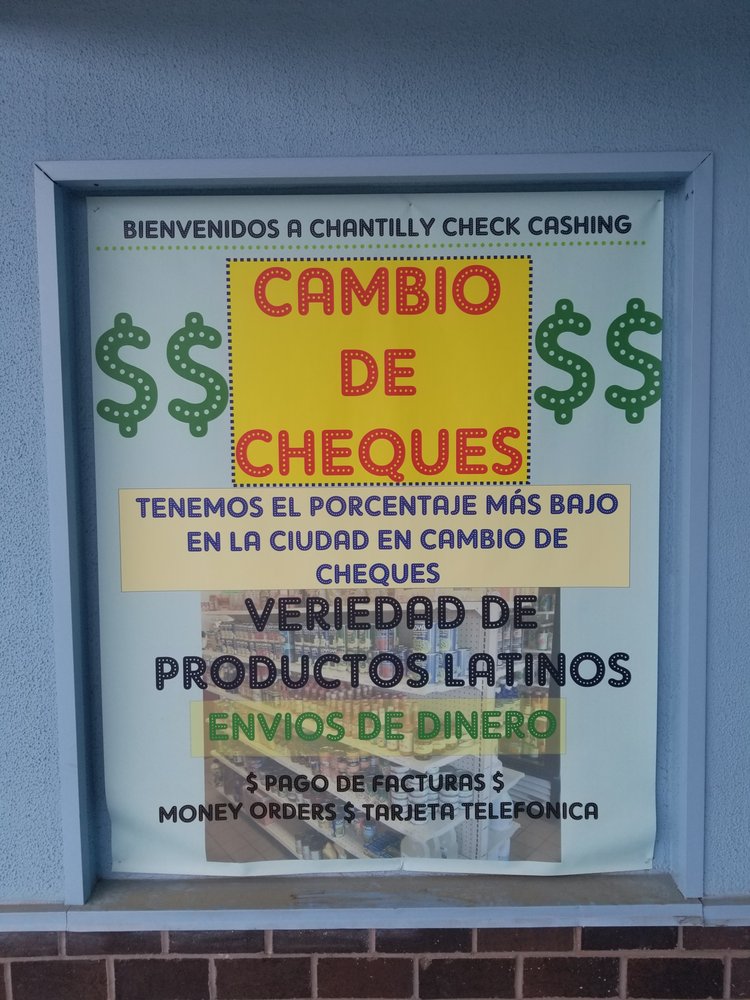 BIENVENIDOS A CHANTILLY CHECK CASHING
$$ $$
CAMBIO
DE
CHEQUES
TENEMOS EL PORCENTAJE MÁS BAJO
EN LA CIUDAD EN CAMBIO DE
CHEQUES
VERIEDAD DE
PRODUCTOS LATINOS
ENVIOS DE DINERO
$ PAGO DE FACTURAS $
MONEY ORDERS $ TARJETA TELEFONICA